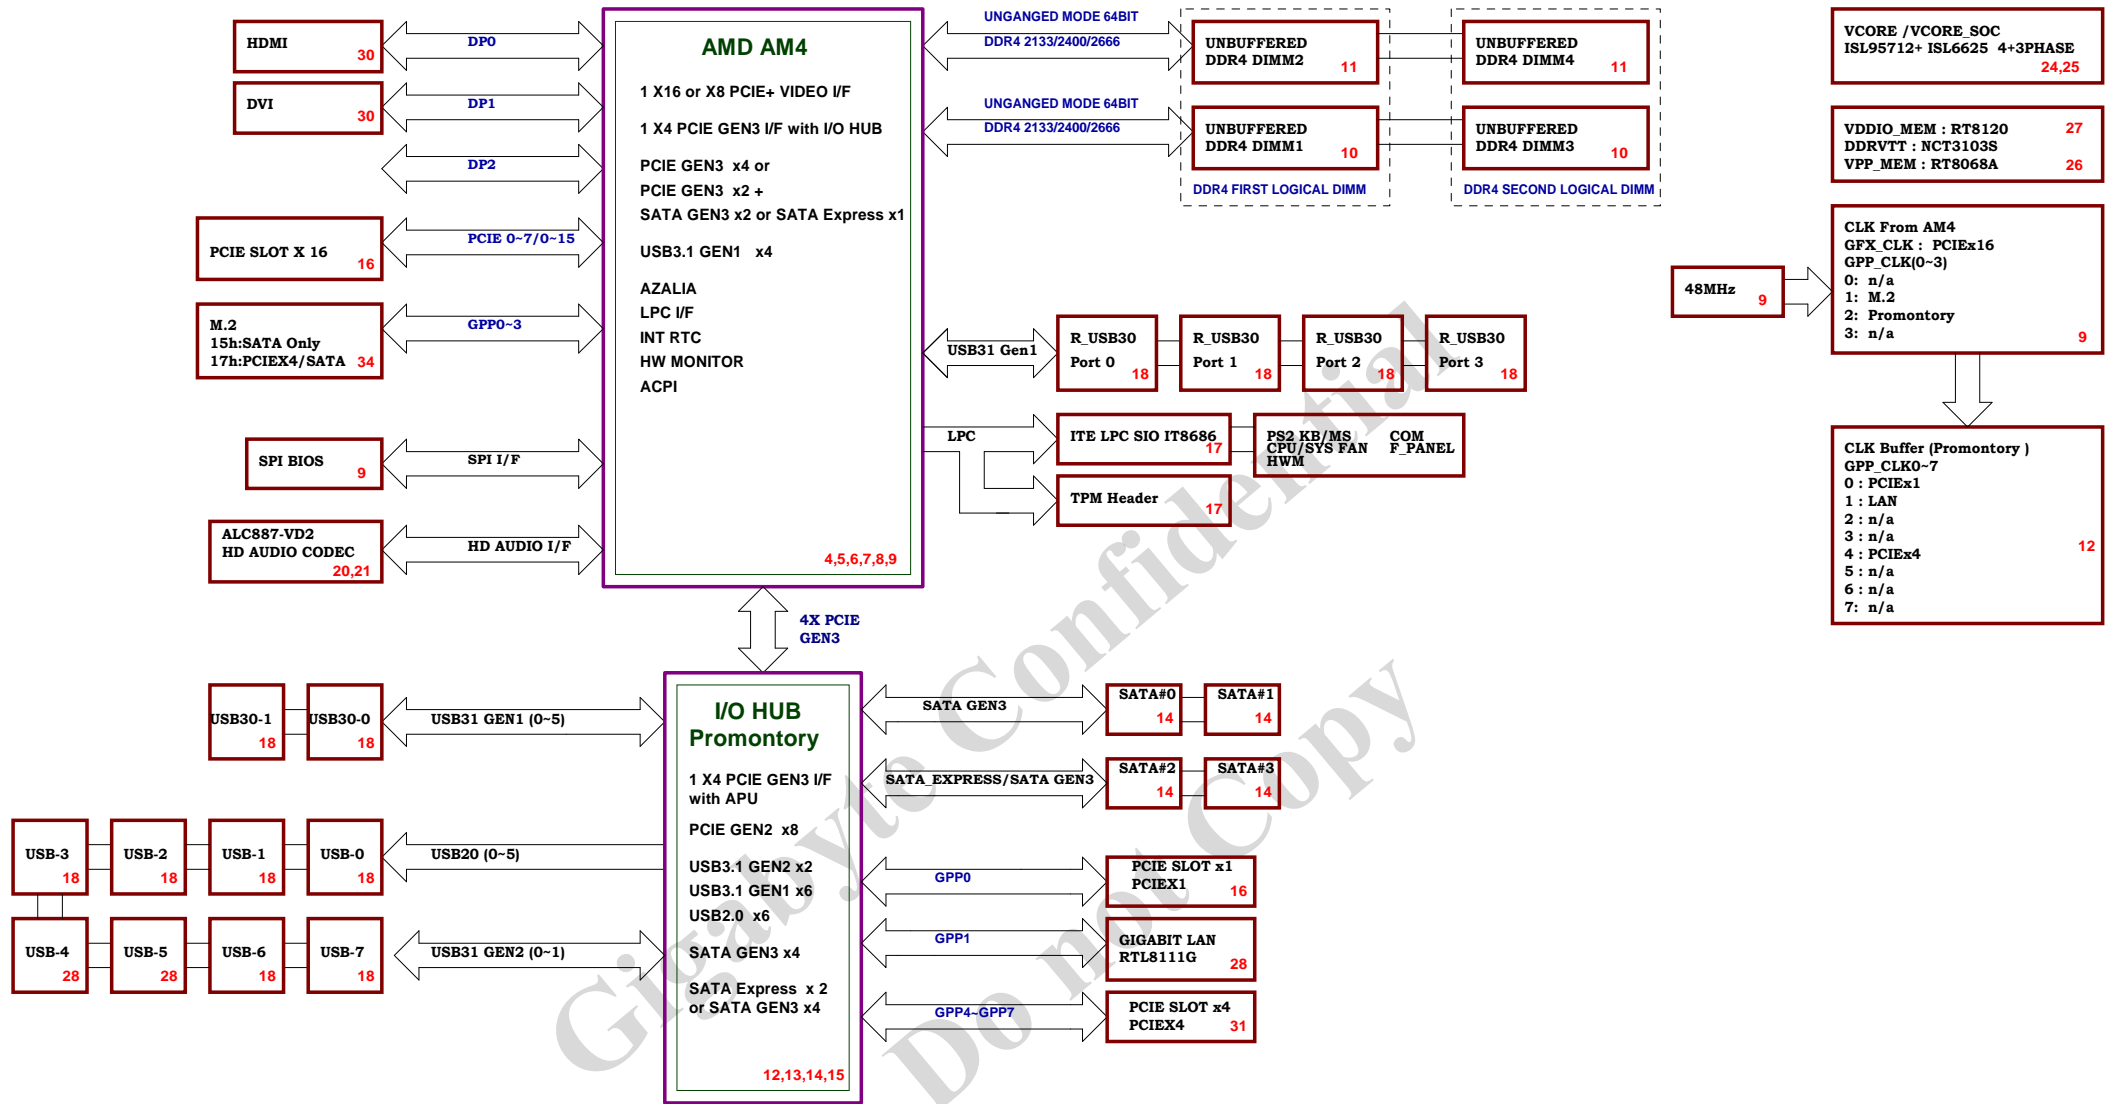 HDMI
30
DP0
DVI
30
DP1
DP2
PCIE SLOT X 16
16
PCIE 0~7/0~15
M.2
15h:SATA Only
17h:PCIEX4/SATA 34
GPP0~3
SPI BIOS
9
SPI I/F
ALC887-VD2
HD AUDIO CODEC
20,21
HD AUDIO I/F
AMD AM4
1 X16 or X8 PCIE+ VIDEO I/F
1 X4 PCIE GEN3 I/F with I/O HUB
PCIE GEN3 x4 or
PCIE GEN3 x2 +
SATA GEN3 x2 or SATA Express x1
USB3.1 GEN1 x4
AZALIA
LPC I/F
INT RTC
HW MONITOR
ACPI
4,5,6,7,8,9
UNGANGED MODE 64BIT
DDR4 2133/2400/2666
UNGANGED MODE 64BIT
DDR4 2133/2400/2666
UNBUFFERED
DDR4 DIMM2
11
UNBUFFERED
DDR4 DIMM4
11
UNBUFFERED
DDR4 DIMM1
10
UNBUFFERED
DDR4 DIMM3
10
DDR4 FIRST LOGICAL DIMM
DDR4 SECOND LOGICAL DIMM
USB31 Gen1
R_USB30
Port 0
18
R_USB30
Port 1
18
R_USB30
Port 2
18
R_USB30
Port 3
18
LPC
ITE LPC SIO IT8686
17
PS2 KB/MS COM
CPU/SYS FAN F_PANEL
HWM
TPM Header
17
VCORE /VCORE_SOC
ISL95712+ ISL6625 4+3PHASE
24,25
VDDIO_MEM : RT8120 27
DDRVTT : NCT3103S
VPP_MEM : RT8068A 26
48MHz
9
CLK From AM4
GFX_CLK : PCIEx16
GPP_CLK(0~3)
0: n/a
1: M.2
2: Promontory
3: n/a
9
CLK Buffer (Promontory )
GPP_CLK0~7
0 : PCIEx1
1 : LAN
2 : n/a
3 : n/a
4 : PCIEx4
5 : n/a
6 : n/a
7: n/a
12
4X PCIE
GEN3
USB30-1
18
USB30-0
18
USB31 GEN1 (0~5)
USB-3
18
USB-2
18
USB-1
18
USB-0
18
USB20 (0~5)
USB-4
28
USB-5
28
USB-6
18
USB-7
18
USB31 GEN2 (0~1)
I/O HUB
Promontory
1 X4 PCIE GEN3 I/F
with APU
PCIE GEN2 x8
USB3.1 GEN2 x2
USB3.1 GEN1 x6
USB2.0 x6
SATA GEN3 x4
SATA Express x 2
or SATA GEN3 x4
12,13,14,15
SATA GEN3
SATA#0
14
SATA#1
14
SATA_EXPRESS/SATA GEN3
SATA#2
14
SATA#3
14
GPP0
PCIE SLOT x1
PCIEX1
16
GPP1
GIGABIT LAN
RTL8111G
28
GPP4~GPP7
PCIE SLOT x4
PCIEX4
31
Gigabyte Confidential
Do not Copy